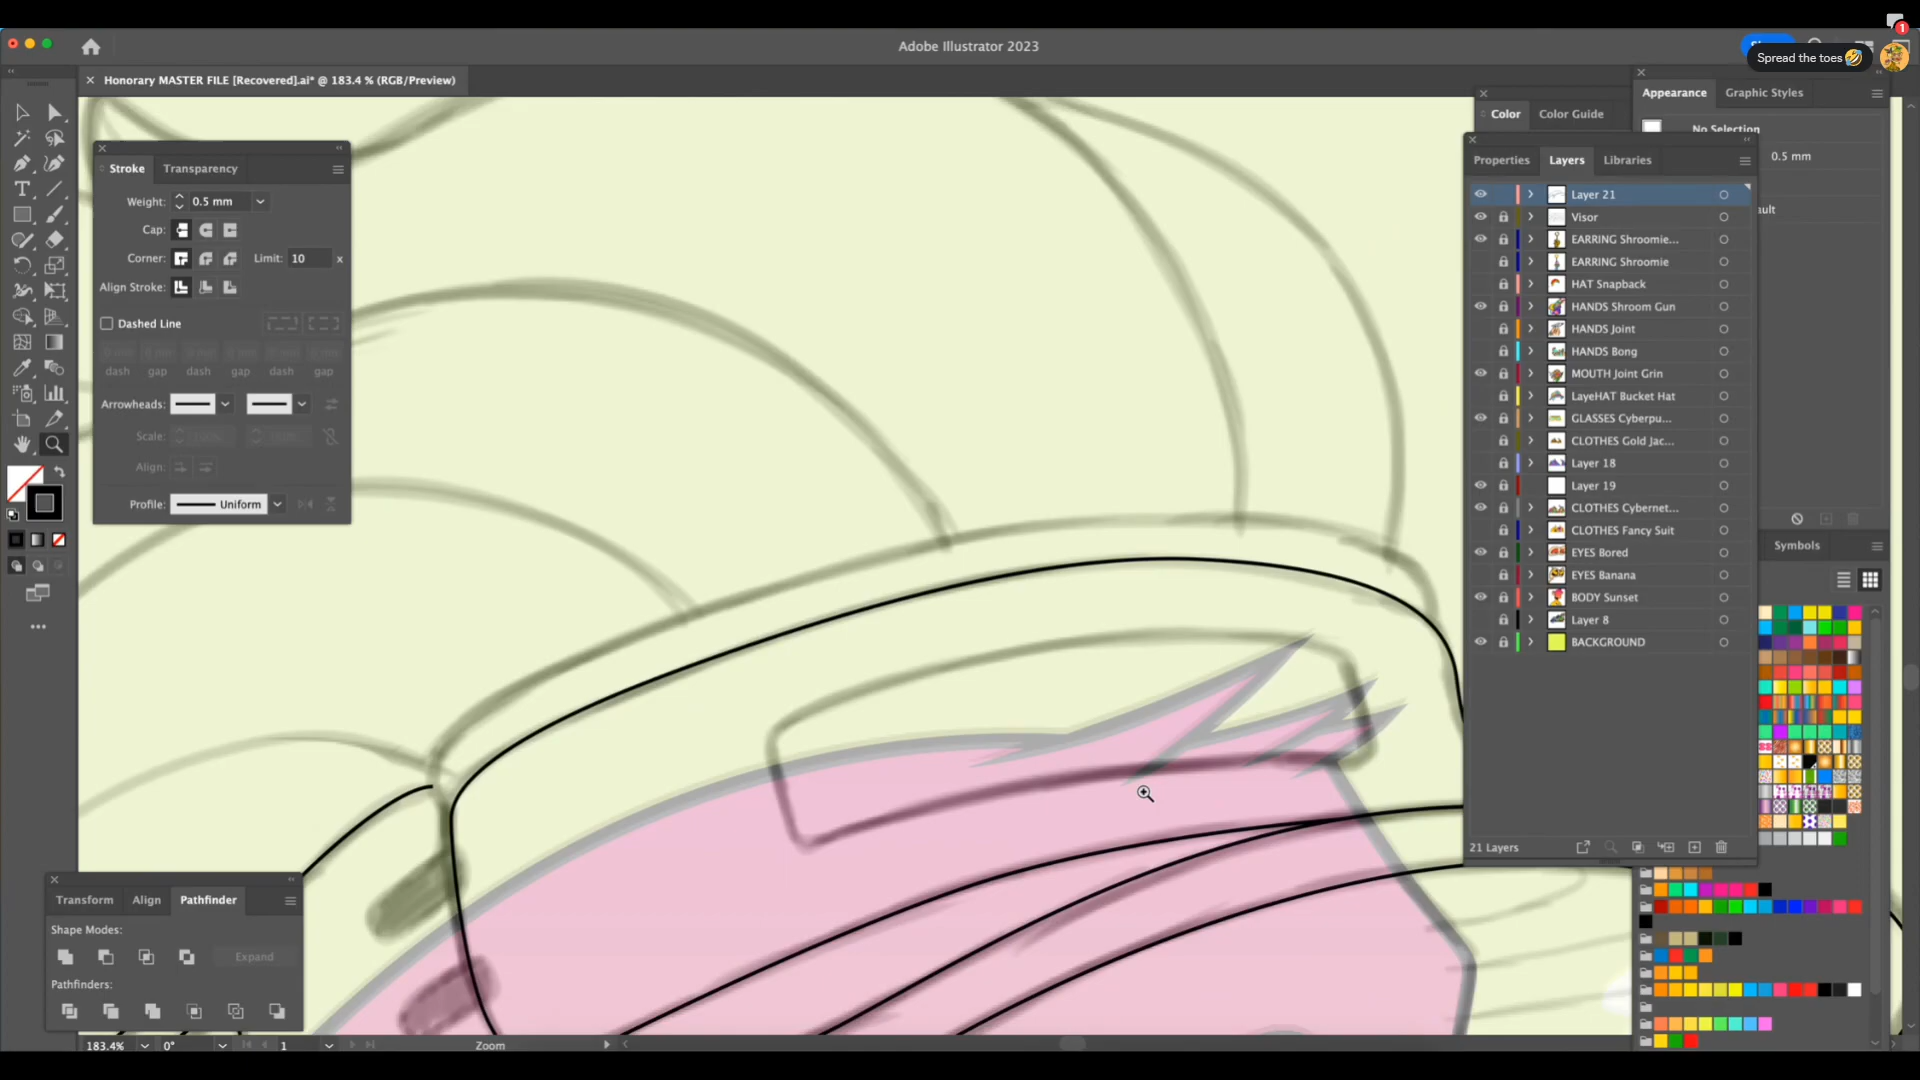 1
Adobe Illustrator 2023
Spread the toes 🤣
Honorary MASTER FILE [Recovered].ai* @ 183.4 % (RGB/Preview)
Appearance
Graphic Styles
Color
Color Guide
No Selection
0.5 mm
Stroke
Transparency
Properties
Layers
Libraries
Weight:
0.5 mm
Cap:
Corner:
Limit:
10
x
Align Stroke:
Dashed Line
dash
gap
dash
gap
dash
gap
Arrowheads:
Scale:
Align:
Profile:
Uniform
Layer 21
Visor
EARRING Shroomie...
EARRING Shroomie
HAT Snapback
HANDS Shroom Gun
HANDS Joint
HANDS Bong
MOUTH Joint Grin
LayeHAT Bucket Hat
GLASSES Cyberpu...
CLOTHES Gold Jac...
Layer 18
Layer 19
CLOTHES Cybernet...
CLOTHES Fancy Suit
EYES Bored
EYES Banana
BODY Sunset
Layer 8
BACKGROUND
21 Layers
ault
Symbols
Transform
Align
Pathfinder
Shape Modes:
Expand
Pathfinders:
183.4%
0°
1
Zoom